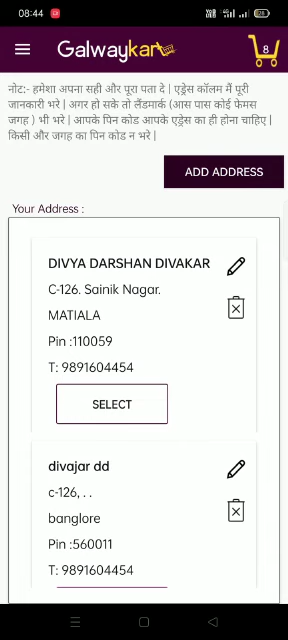 08:44
Galwaykart
8
नोट:- हमेशा अपना सही और पूरा पता दे | एड्रेस कॉलम मैं पूरी
जानकारी भरे | अगर हो सके तो लैंडमार्क (आस पास कोई फेमस
जगह ) भी भरे | आपके पिन कोड आपके एड्रेस का ही होना चाहिए |
किसी और जगह का पिन कोड न भरे |
ADD ADDRESS
Your Address :
DIVYA DARSHAN DIVAKAR
C-126. Sainik Nagar.
MATIALA
Pin :110059
T: 9891604454
SELECT
divajar dd
c-126, . .
banglore
Pin :560011
T: 9891604454